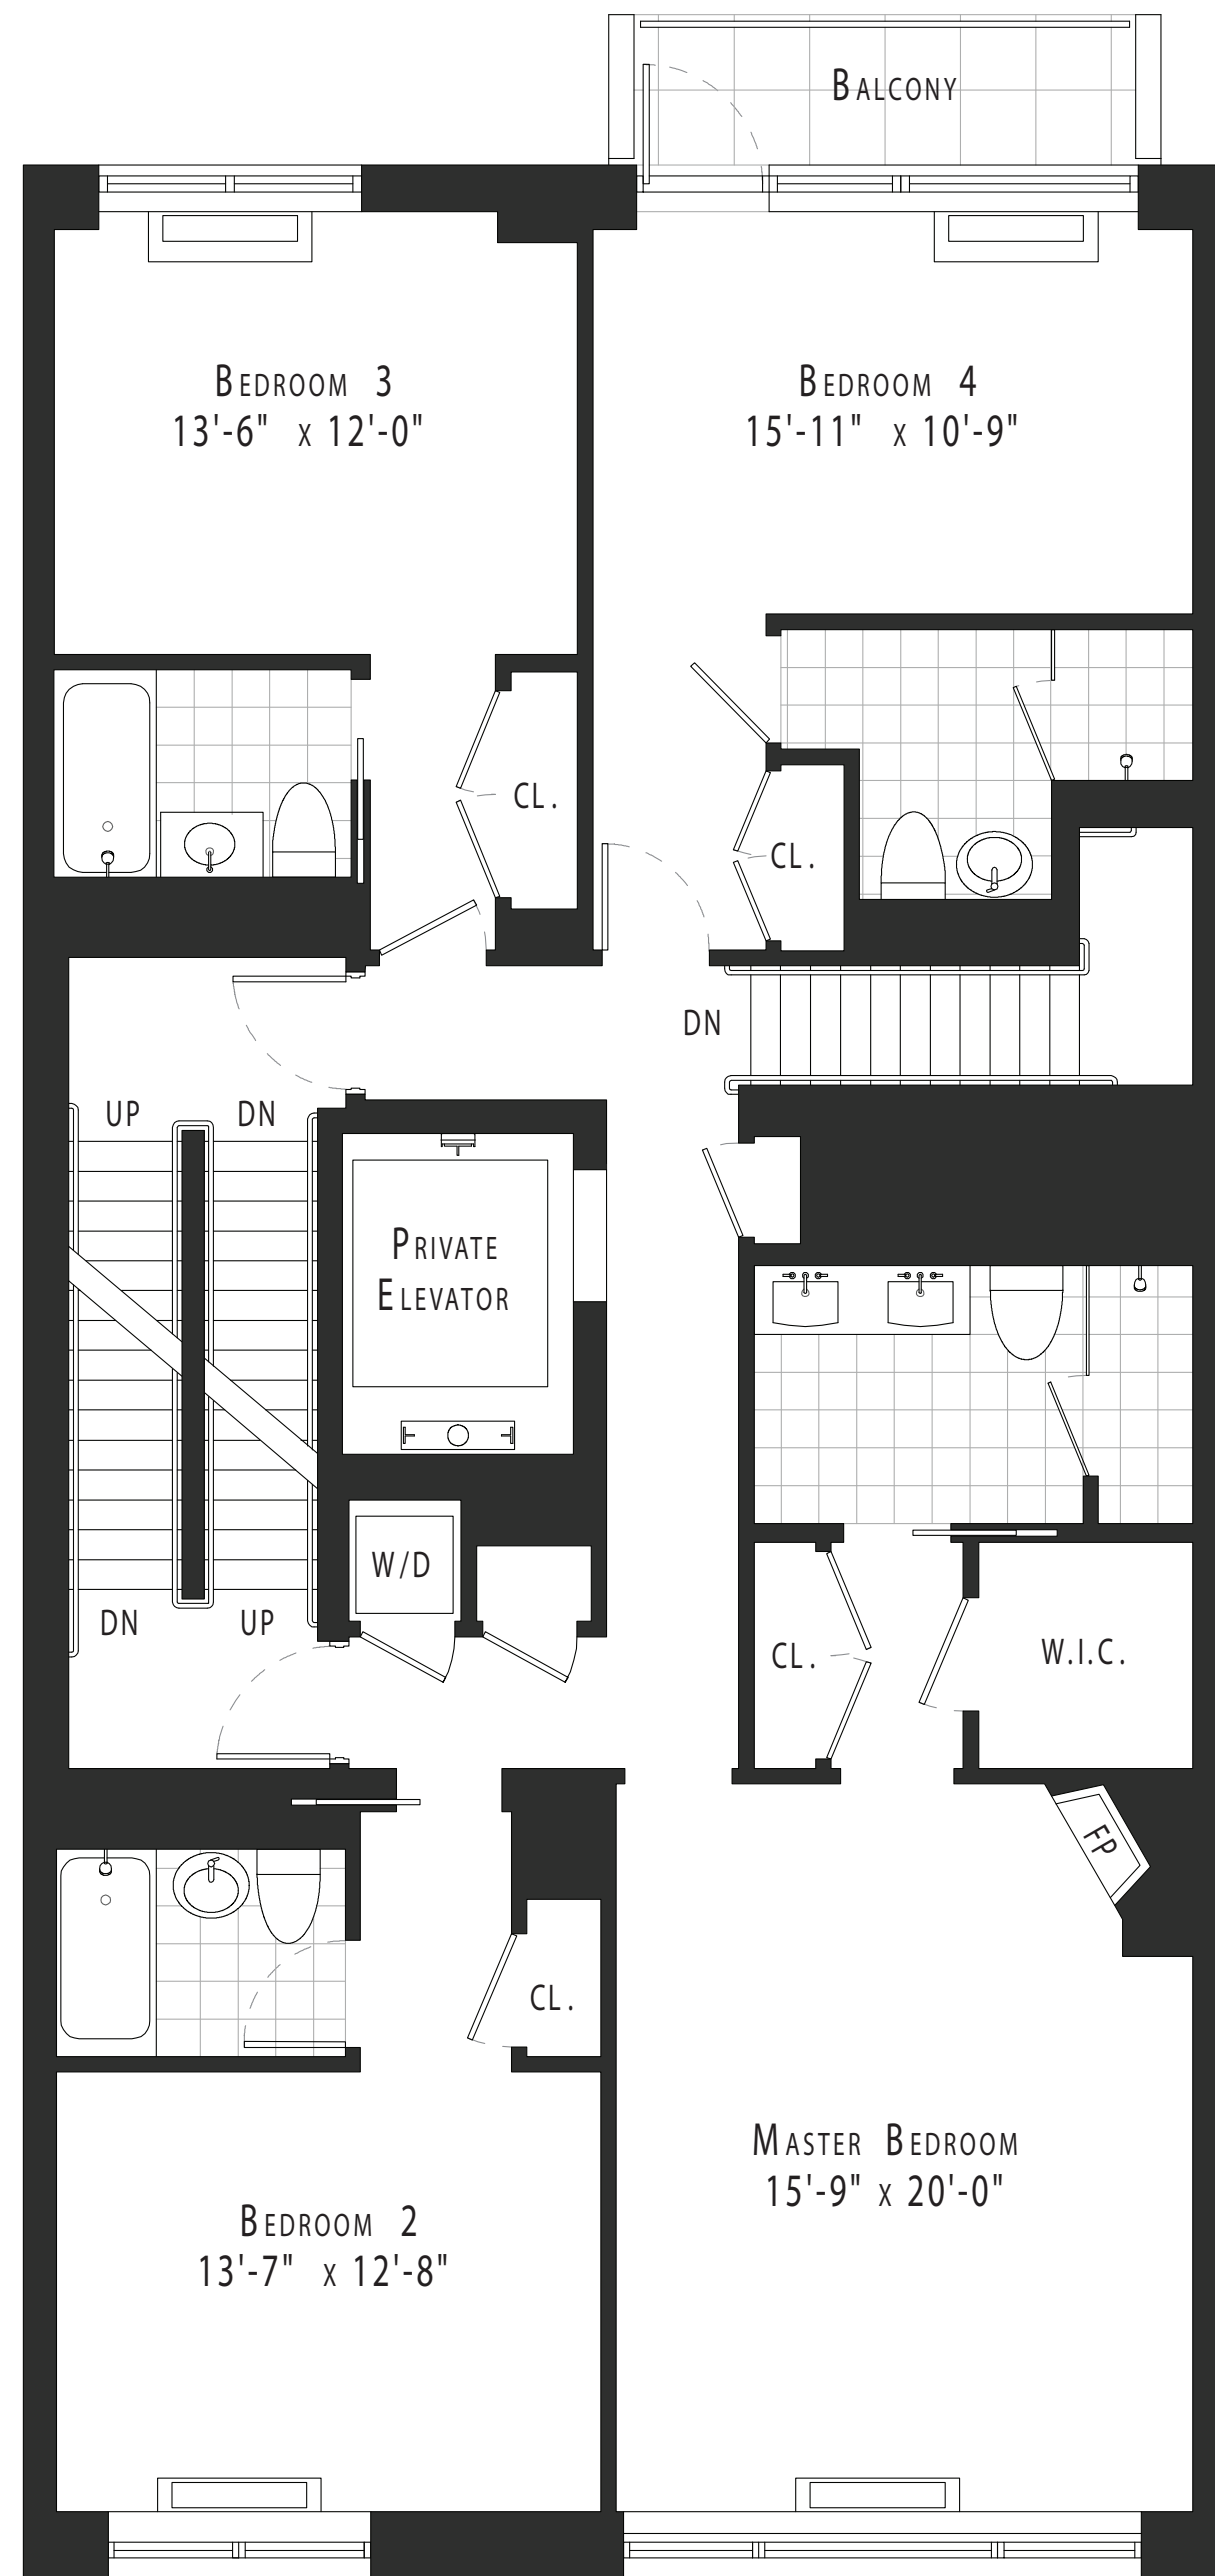 BALCONY
BEDROOM 3
13'-6" x 12'-0"
BEDROOM 4
15'-11" x 10'-9"
CL.
CL.
DN
UP
DN
PRIVATE
ELEVATOR
W/D
DN
UP
CL.
W.I.C.
FP
CL.
MASTER BEDROOM
15'-9" x 20'-0"
BEDROOM 2
13'-7" x 12'-8"